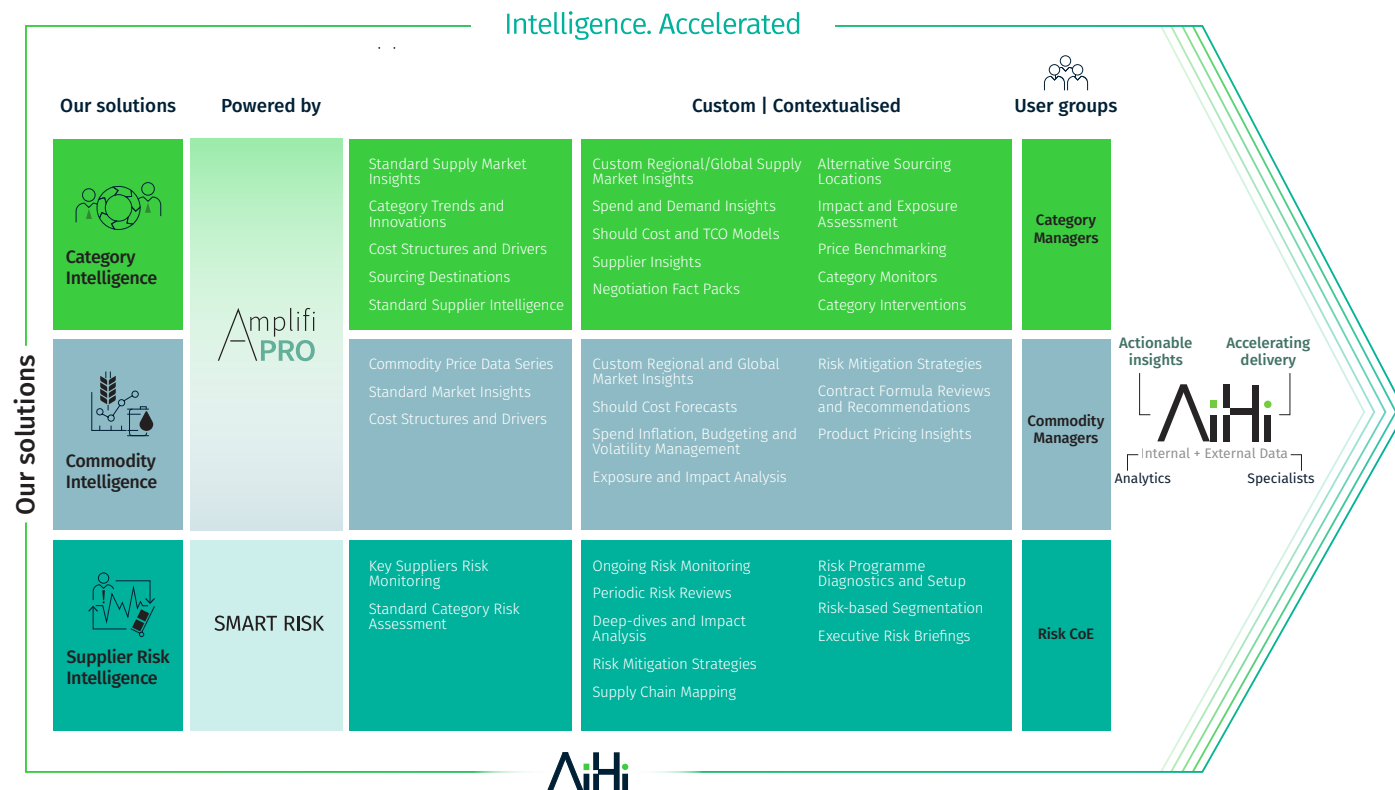 Intelligence. Accelerated
Our solutions
Powered by
Custom | Contextualised
User groups
Our solutions
Category
Intelligence
Amplifi
PRO
Standard Supply Market
Insights
Category Trends and
Innovations
Cost Structures and Drivers
Sourcing Destinations
Standard Supplier Intelligence
Custom Regional/Global Supply
Market Insights
Spend and Demand Insights
Should Cost and TCO Models
Supplier Insights
Negotiation Fact Packs
Alternative Sourcing
Locations
Impact and Exposure
Assessment
Price Benchmarking
Category Monitors
Category Interventions
Category
Managers
Commodity
Intelligence
Commodity Price Data Series
Standard Market Insights
Cost Structures and Drivers
Custom Regional and Global
Market Insights
Should Cost Forecasts
Spend Inflation, Budgeting and
Volatility Management
Exposure and Impact Analysis
Risk Mitigation Strategies
Contract Formula Reviews
and Recommendations
Product Pricing Insights
Commodity
Managers
Supplier Risk
Intelligence
SMART RISK
Key Suppliers Risk
Monitoring
Standard Category Risk
Assessment
Ongoing Risk Monitoring
Periodic Risk Reviews
Deep-dives and Impact
Analysis
Risk Mitigation Strategies
Supply Chain Mapping
Risk Programme
Diagnostics and Setup
Risk-based Segmentation
Executive Risk Briefings
Risk CoE
Actionable
insights
Accelerating
delivery
AiHi
Internal + External Data
Analytics
Specialists
AiHi